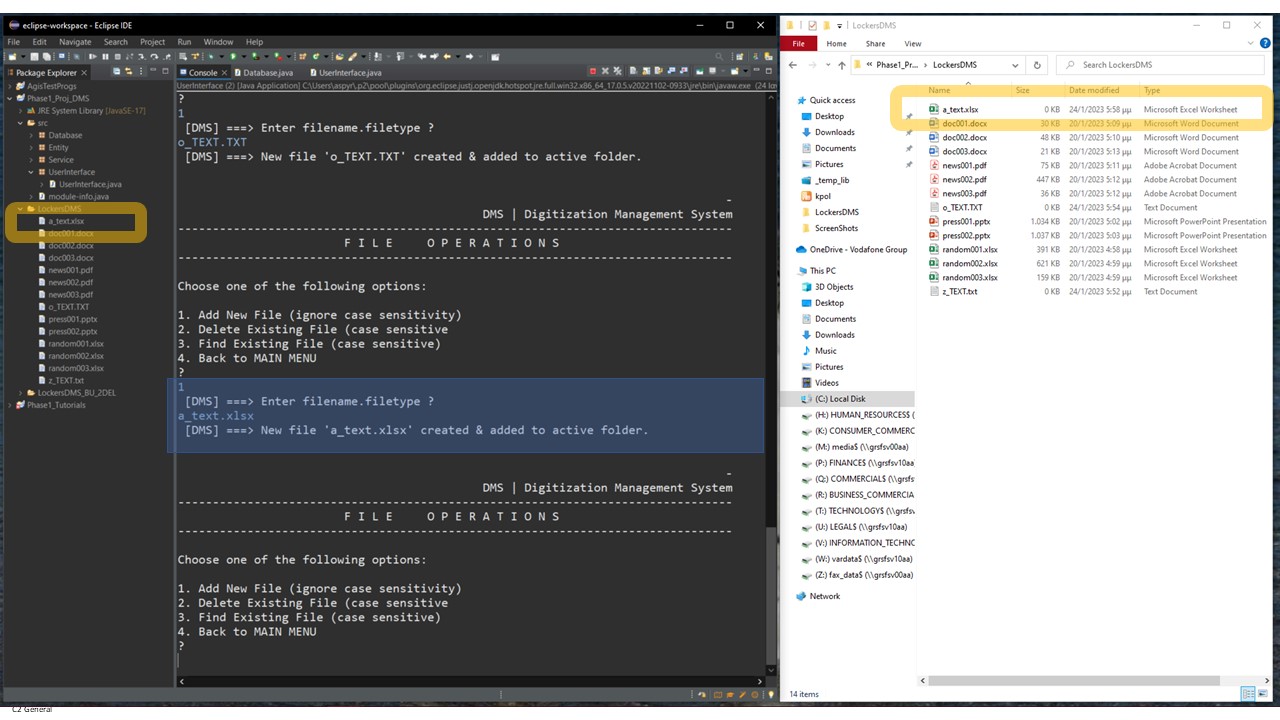 eclipse-workspace - Eclipse IDE
File Edit Navigate Search Project Run Window Help
Package Explorer
AgisTestProgs
Phase1_Proj_DMS
JRE System Library [JavaSE-17]
src
Database
Entity
Service
UserInterface
UserInterface.java
module-info.java
LockersDMS
a_text.xlsx
doc001.docx
doc002.docx
doc003.docx
news001.pdf
news002.pdf
news003.pdf
o_TEXT.TXT
press001.pptx
press002.pptx
random001.xlsx
random002.xlsx
random003.xlsx
z_TEXT.txt
LockersDMS_BU_2DEL
Phase1_Tutorials
Console Database.java UserInterface.java
UserInterface (2) [Java Application] C:\Users\aspyr\.p2\pool\plugins\org.eclipse.justj.openjdk.hotspot.jre.full.win32.x86_64_17.0.5.v20221102-0933\jre\bin\javaw.exe (24 Ian
?
1
[DMS] ===> Enter filename.filetype ?
o_TEXT.TXT
[DMS] ===> New file 'o_TEXT.TXT' created & added to active folder.
-
DMS | Digitization Management System
--------------------------------------------------------------------------------
F I L E    O P E R A T I O N S
--------------------------------------------------------------------------------
Choose one of the following options:
1. Add New File (ignore case sensitivity)
2. Delete Existing File (case sensitive
3. Find Existing File (case sensitive)
4. Back to MAIN MENU
?
1
[DMS] ===> Enter filename.filetype ?
a_text.xlsx
[DMS] ===> New file 'a_text.xlsx' created & added to active folder.
-
DMS | Digitization Management System
--------------------------------------------------------------------------------
F I L E    O P E R A T I O N S
--------------------------------------------------------------------------------
Choose one of the following options:
1. Add New File (ignore case sensitivity)
2. Delete Existing File (case sensitive
3. Find Existing File (case sensitive)
4. Back to MAIN MENU
?
LockersDMS
File Home Share View
Phase1_Pr... LockersDMS
Search LockersDMS
Quick access
Desktop
Downloads
Documents
Pictures
_temp_lib
kpol
LockersDMS
ScreenShots
OneDrive - Vodafone Group
This PC
3D Objects
Desktop
Documents
Downloads
Music
Pictures
Videos
(C:) Local Disk
(H:) HUMAN_RESOURCES$ (
(K:) CONSUMER_COMMERC
(M:) media$ (\\grsfsv00aa)
(P:) FINANCE$ (\\grsfsv10aa
(Q:) COMMERCIAL$ (\\grsfs
(R:) BUSINESS_COMMERCIA
(T:) TECHNOLOGY$ (\\grsfsv
(U:) LEGAL$ (\\grsfsv10aa)
(V:) INFORMATION_TECHNC
(W:) vardata$ (\\grsfsv10aa)
(Z:) fax_data$ (\\grsfsv00aa)
Network
Name Size Date modified Type
a_text.xlsx 0 KB 24/1/2023 5:58 μμ Microsoft Excel Worksheet
doc001.docx 30 KB 20/1/2023 5:09 μμ Microsoft Word Document
doc002.docx 48 KB 20/1/2023 5:10 μμ Microsoft Word Document
doc003.docx 21 KB 20/1/2023 5:13 μμ Microsoft Word Document
news001.pdf 75 KB 20/1/2023 5:11 μμ Adobe Acrobat Document
news002.pdf 447 KB 20/1/2023 5:12 μμ Adobe Acrobat Document
news003.pdf 36 KB 20/1/2023 5:12 μμ Adobe Acrobat Document
o_TEXT.TXT 0 KB 24/1/2023 5:54 μμ Text Document
press001.pptx 1.034 KB 20/1/2023 5:02 μμ Microsoft PowerPoint Presentation
press002.pptx 1.037 KB 20/1/2023 5:03 μμ Microsoft PowerPoint Presentation
random001.xlsx 391 KB 20/1/2023 4:58 μμ Microsoft Excel Worksheet
random002.xlsx 621 KB 20/1/2023 4:59 μμ Microsoft Excel Worksheet
random003.xlsx 159 KB 20/1/2023 4:59 μμ Microsoft Excel Worksheet
z_TEXT.txt 0 KB 24/1/2023 5:52 μμ Text Document
14 items
C2 General